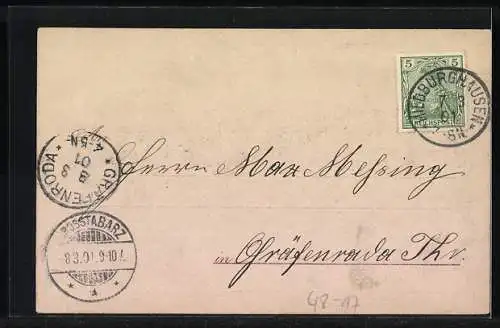 5 5
REICHSPOST
HILDBURGHAUSEN
GRÄFENRODA
8 3
01
4-5N
Herrn Max Messing
GROSSTABARZ
8.3.01.9-10
in Gräfenroda Thr.
48-17